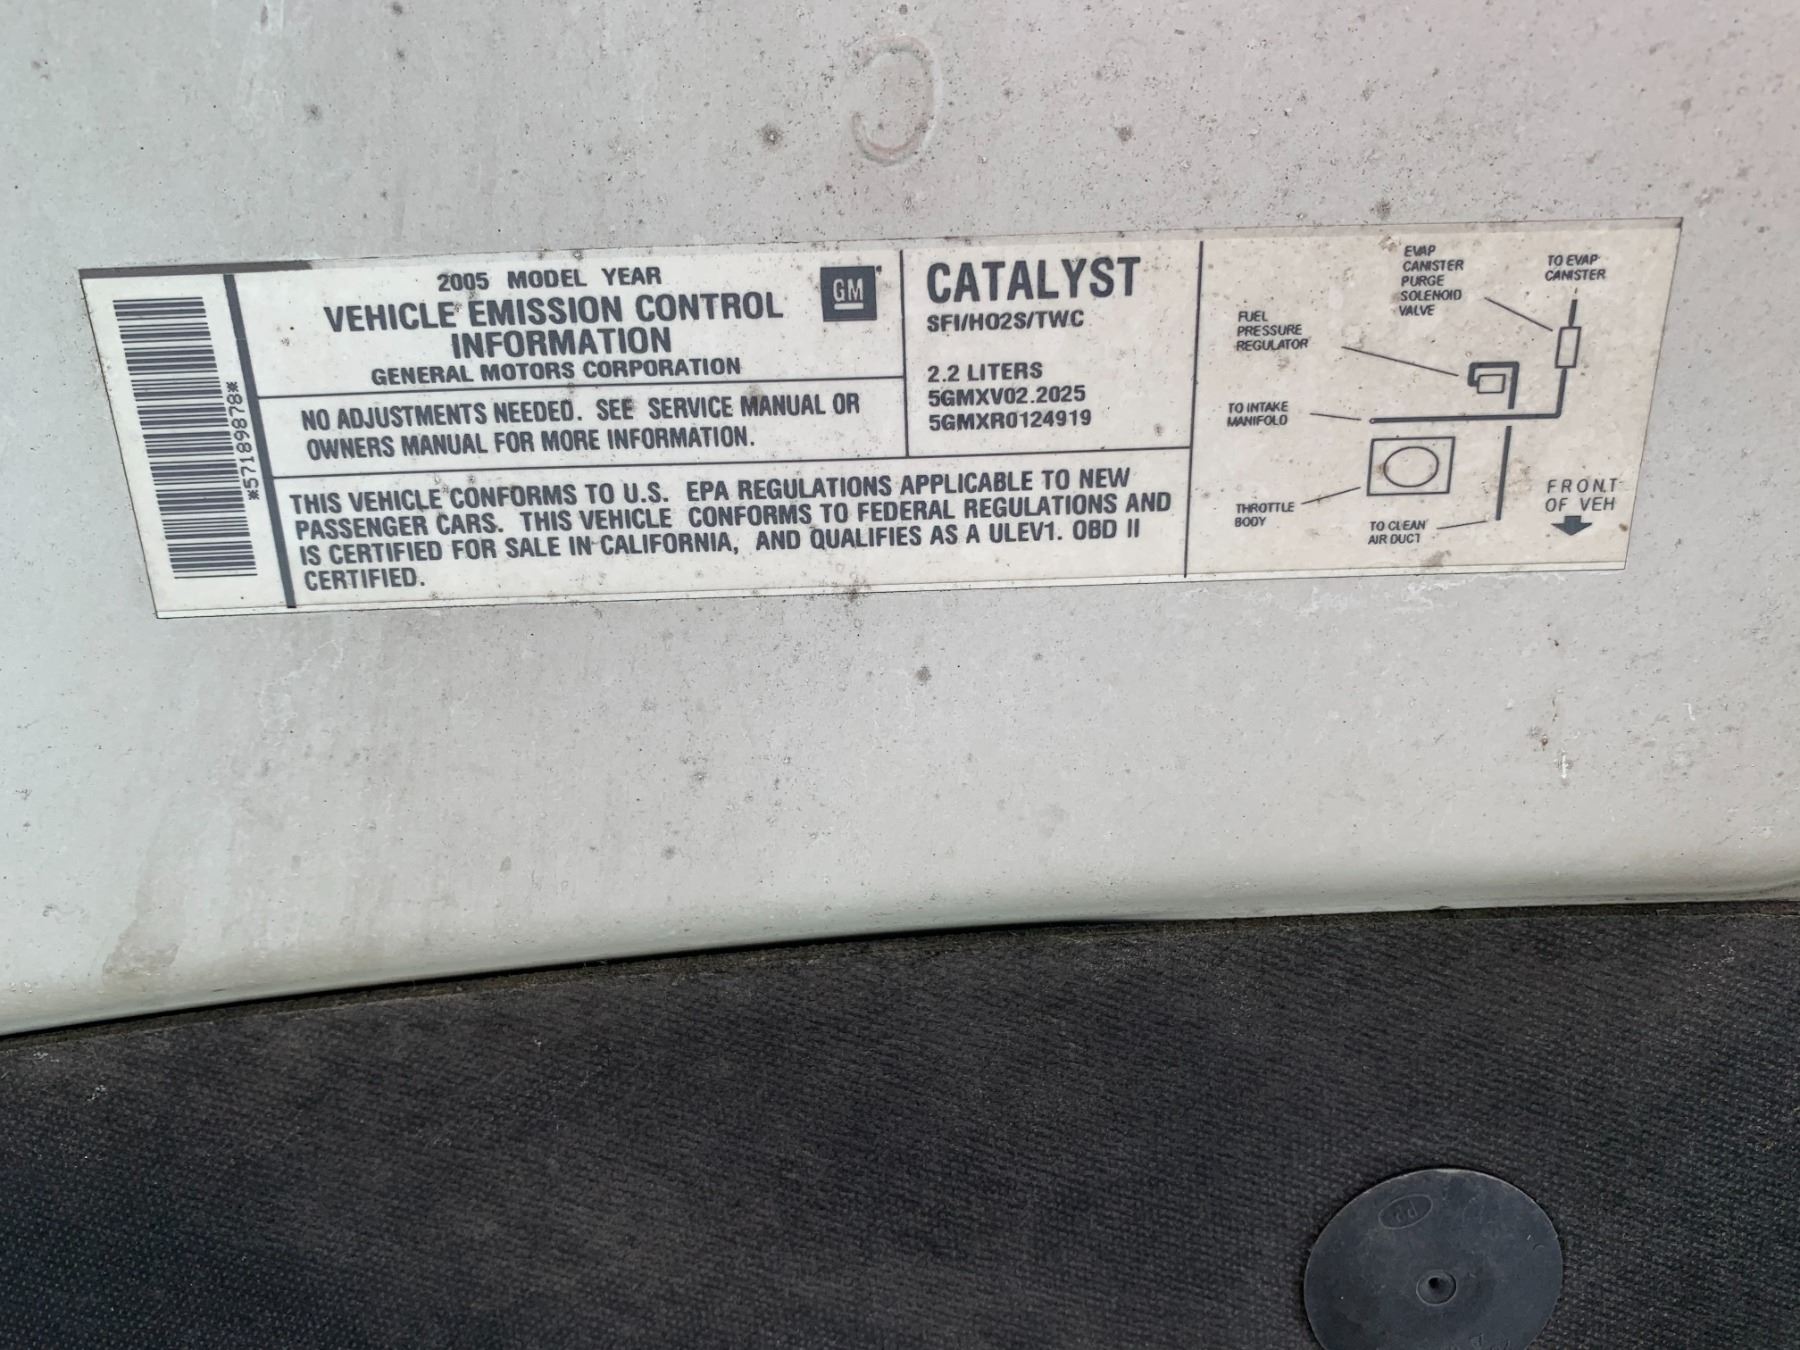 *57189878*
2005 MODEL YEAR
VEHICLE EMISSION CONTROL
INFORMATION
GENERAL MOTORS CORPORATION
GM
NO ADJUSTMENTS NEEDED. SEE SERVICE MANUAL OR
OWNERS MANUAL FOR MORE INFORMATION.
CATALYST
SFI/HO2S/TWC
2.2 LITERS
5GMXV02.2025
5GMXR0124919
THIS VEHICLE CONFORMS TO U.S. EPA REGULATIONS APPLICABLE TO NEW
PASSENGER CARS. THIS VEHICLE CONFORMS TO FEDERAL REGULATIONS AND
IS CERTIFIED FOR SALE IN CALIFORNIA, AND QUALIFIES AS A ULEV1. OBD II
CERTIFIED.
EVAP
CANISTER
PURGE
SOLENOID
VALVE
TO EVAP
CANISTER
FUEL
PRESSURE
REGULATOR
TO INTAKE
MANIFOLD
THROTTLE
BODY
TO CLEAN
AIR DUCT
FRONT
OF VEH
C